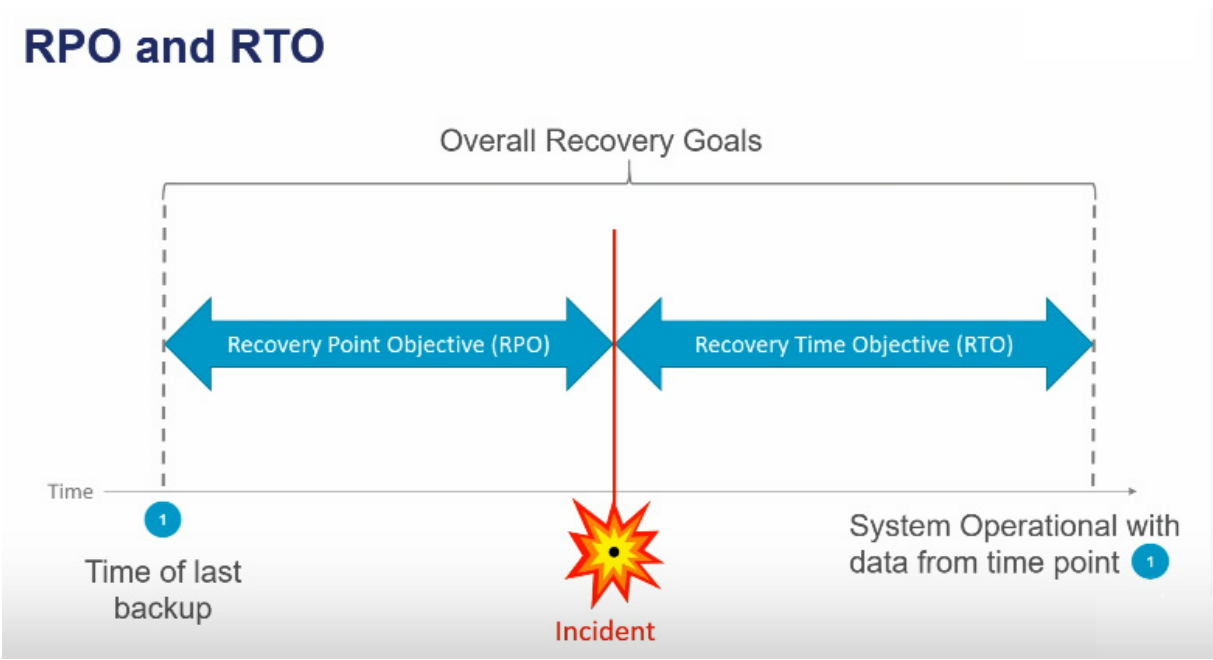 RPO and RTO
Overall Recovery Goals
Recovery Point Objective (RPO)
Recovery Time Objective (RTO)
Time
1
Time of last
backup
Incident
System Operational with
data from time point 1